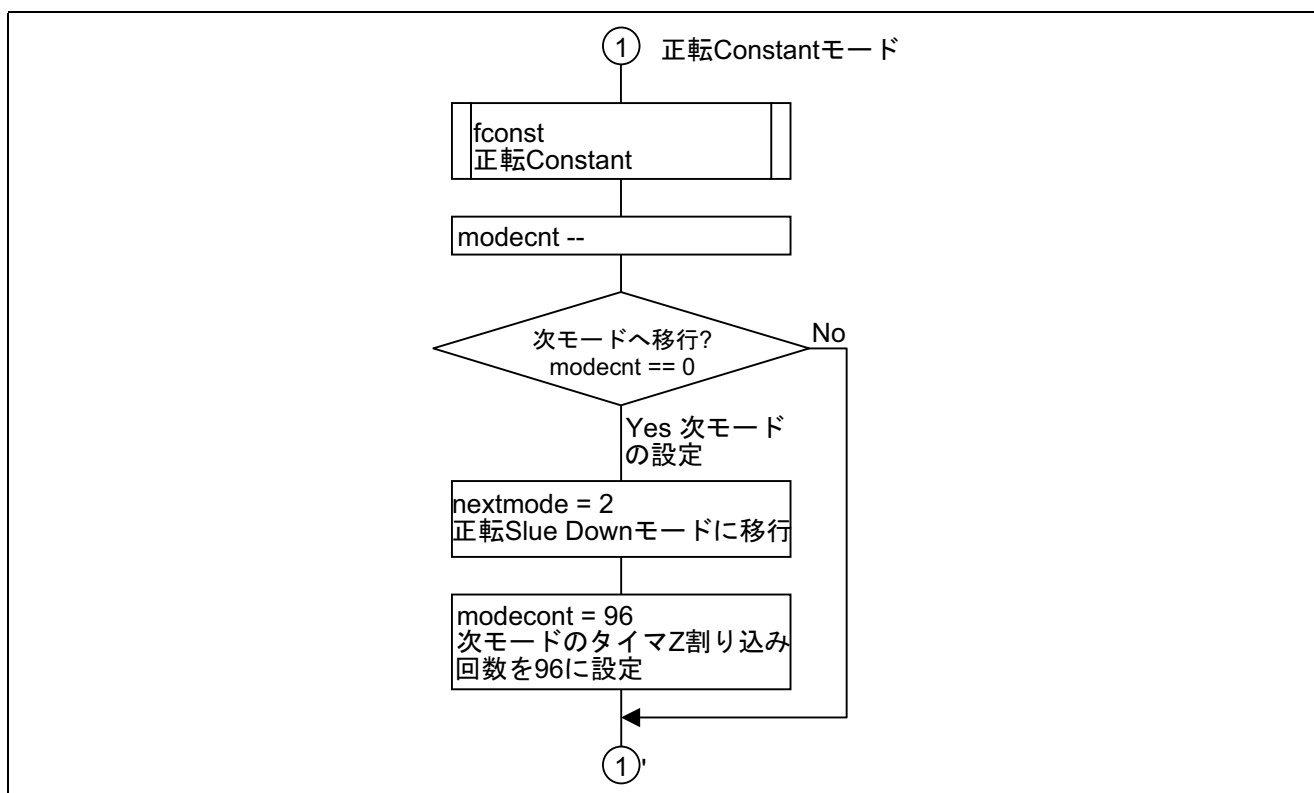 1 正転Constantモード
fconst
正転Constant
modecnt --
次モードへ移行?
modecnt == 0
No
Yes 次モード
の設定
nextmode = 2
正転Slue Downモードに移行
modecont = 96
次モードのタイマZ割り込み
回数を96に設定
1'